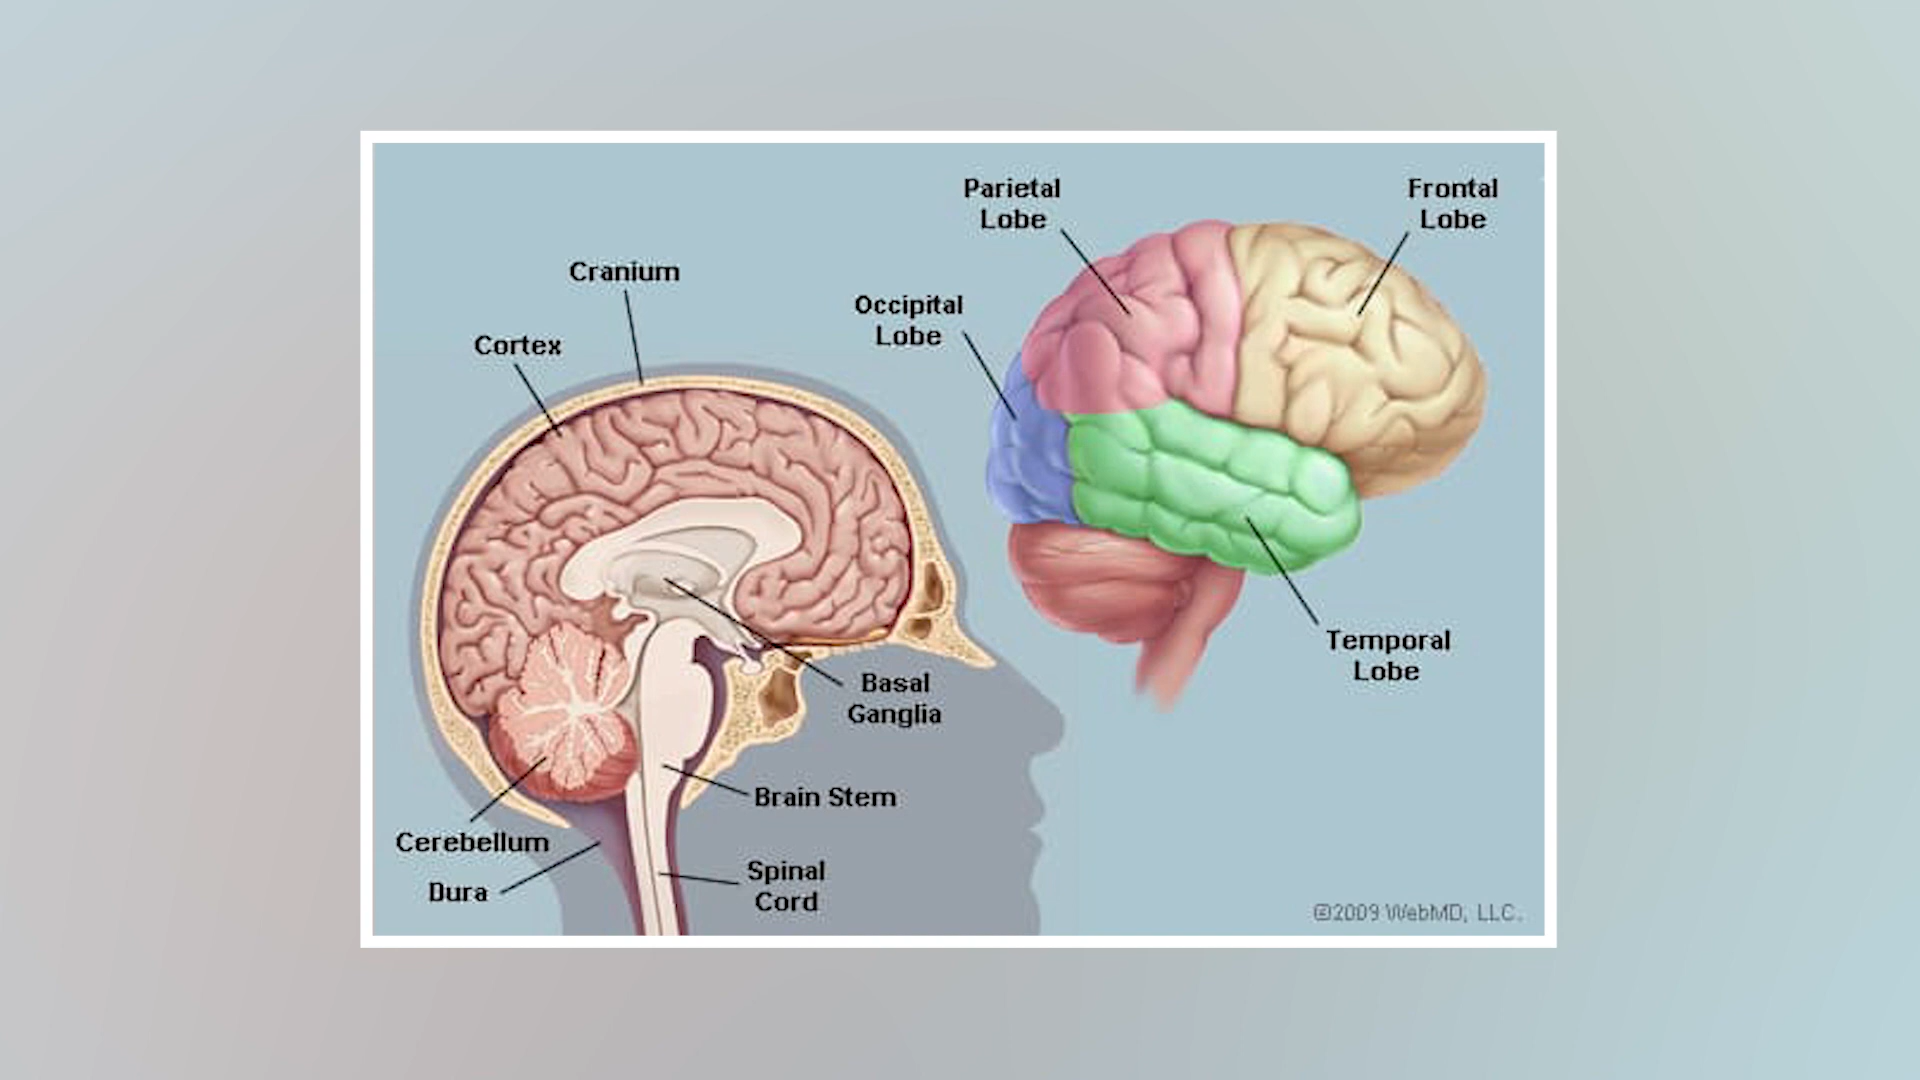 Parietal
Lobe
Frontal
Lobe
Cranium
Occipital
Lobe
Cortex
Temporal
Lobe
Basal
Ganglia
Brain Stem
Cerebellum
Spinal
Cord
Dura
©2009 WebMD, LLC.